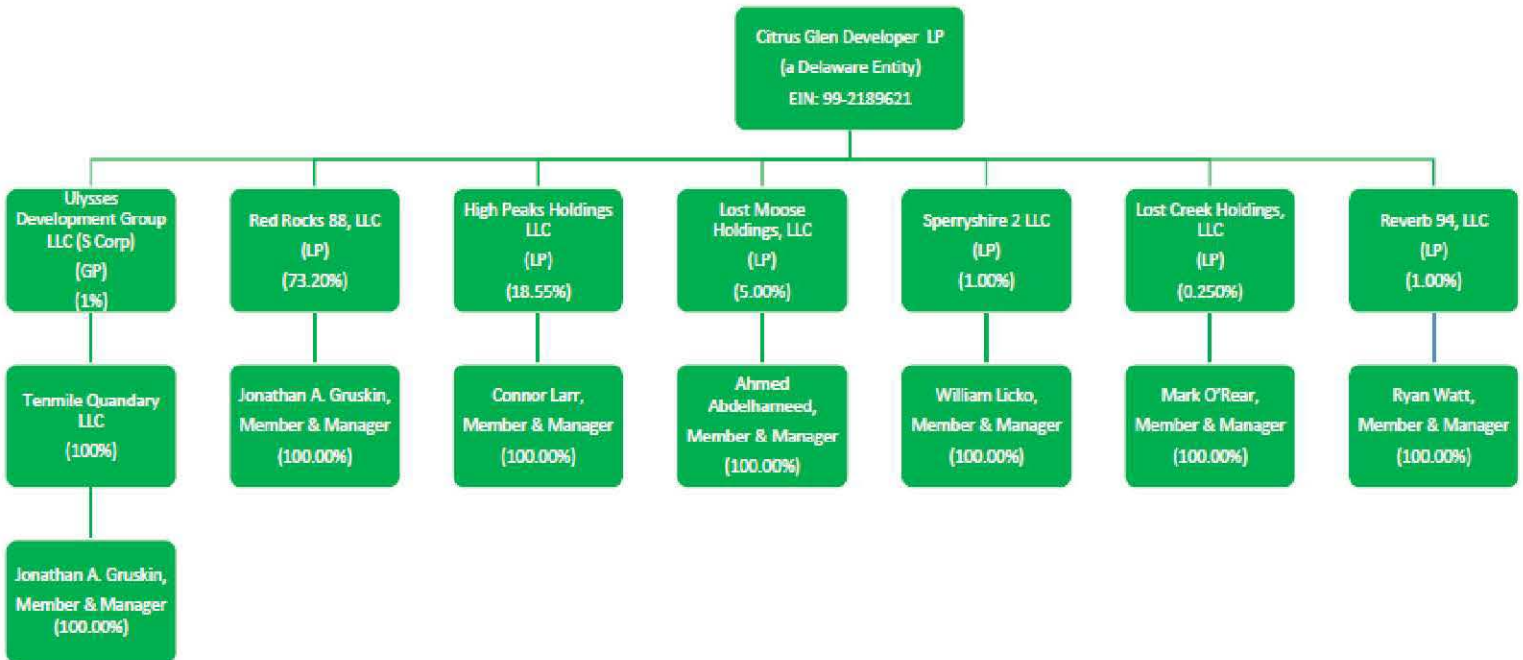 Citrus Glen Developer LP
(a Delaware Entity)
EIN: 99-2189621
Ulysses
Development Group
LLC (S Corp)
(GP)
(1%)
Red Rocks 88, LLC
(LP)
(73.20%)
High Peaks Holdings
LLC
(LP)
(18.55%)
Lost Moose
Holdings, LLC
(LP)
(5.00%)
Sperryshire 2 LLC
(LP)
(1.00%)
Lost Creek Holdings,
LLC
(LP)
(0.250%)
Reverb 94, LLC
(LP)
(1.00%)
Tenmile Quandary
LLC
(100%)
Jonathan A. Gruskin,
Member & Manager
(100.00%)
Connor Larr,
Member & Manager
(100.00%)
Ahmed
Abdelhameed,
Member & Manager
(100.00%)
William Licko,
Member & Manager
(100.00%)
Mark O'Rear,
Member & Manager
(100.00%)
Ryan Watt,
Member & Manager
(100.00%)
Jonathan A. Gruskin,
Member & Manager
(100.00%)